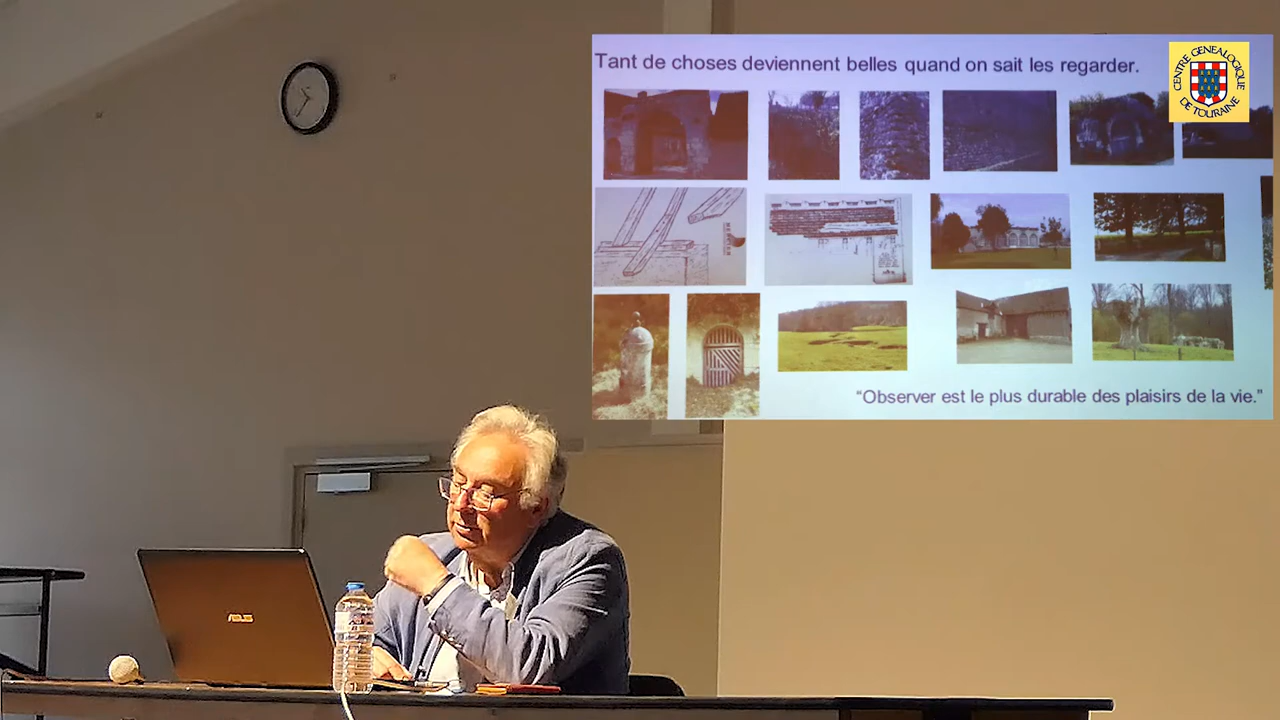 Tant de choses deviennent belles quand on sait les regarder.
CENTRE GENEALOGIQUE
DE TOURAINE
“Observer est le plus durable des plaisirs de la vie.”
ASUS